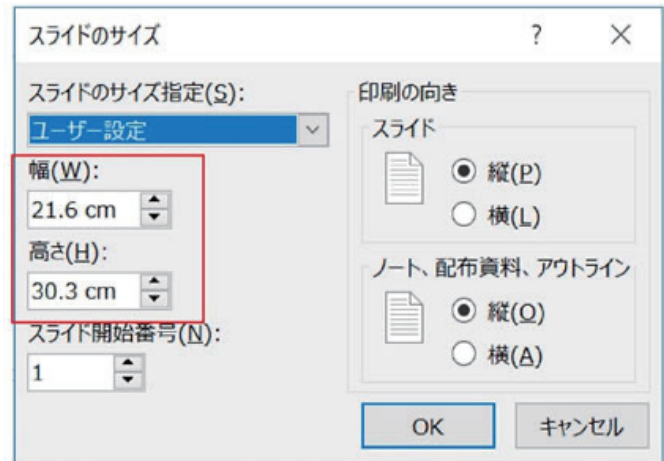 スライドのサイズ
?
×
スライドのサイズ指定(S):
ユーザー設定
幅(W):
21.6 cm
高さ(H):
30.3 cm
スライド開始番号(N):
1
印刷の向き
スライド
縦(P)
横(L)
ノート、配布資料、アウトライン
縦(O)
横(A)
OK
キャンセル